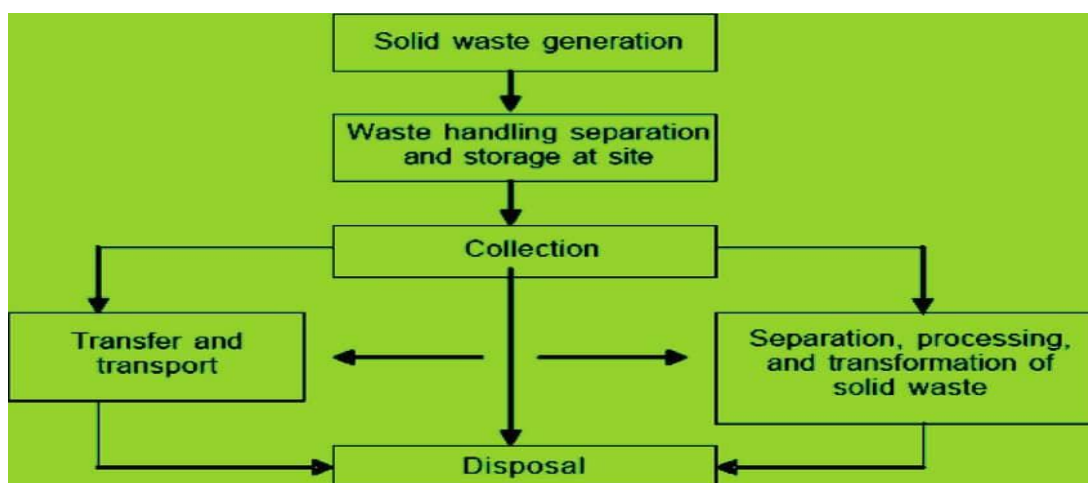 Solid waste generation
Waste handling separation
and storage at site
Collection
Transfer and
transport
Separation, processing,
and transformation of
solid waste
Disposal